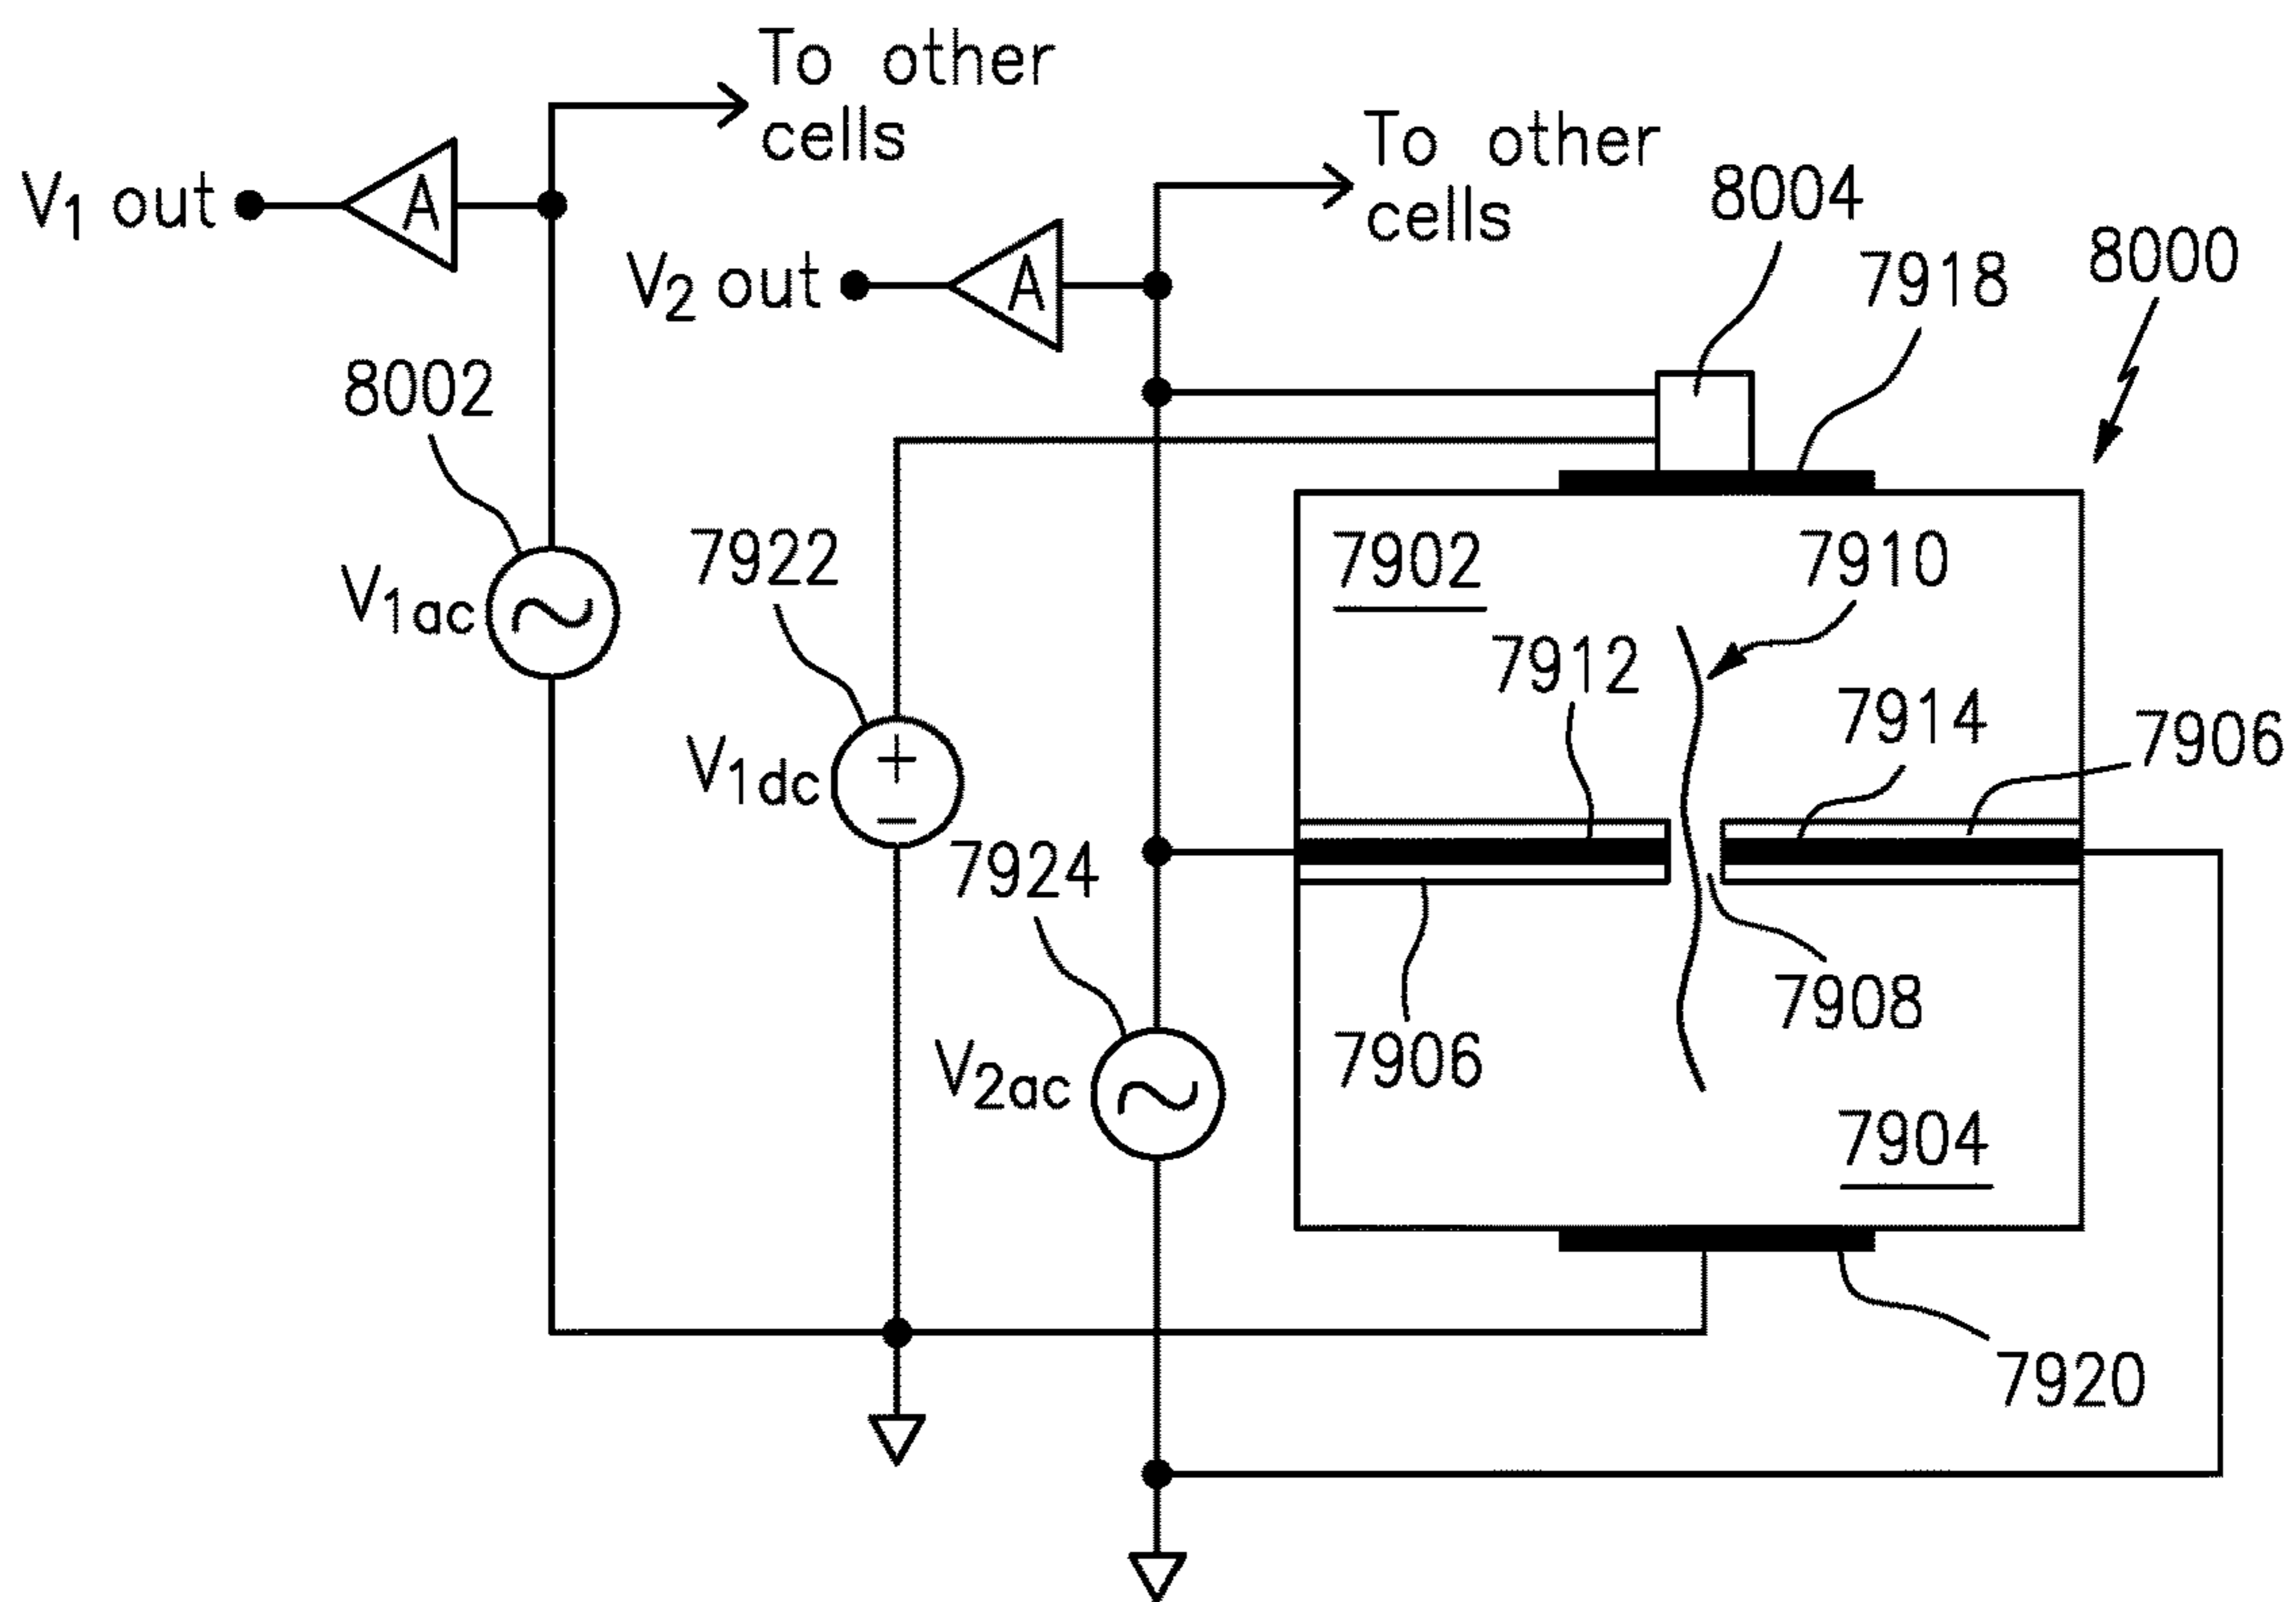 To other
cells
V1 out
A
To other
cells
V2 out
A
8004
7918
8000
8002
7902
7910
7922
V1ac
7912
7914
7906
V1dc
+
−
7924
7908
7906
V2ac
7904
7920